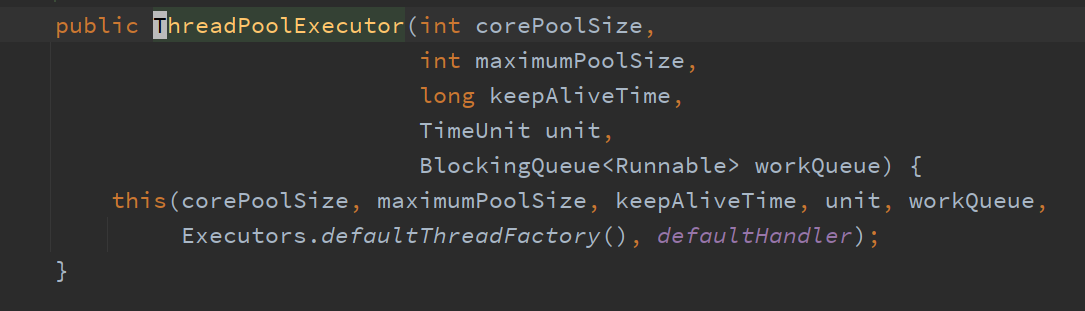 public ThreadPoolExecutor(int corePoolSize,
int maximumPoolSize,
long keepAliveTime,
TimeUnit unit,
BlockingQueue<Runnable> workQueue) {
this(corePoolSize, maximumPoolSize, keepAliveTime, unit, workQueue,
Executors.defaultThreadFactory(), defaultHandler);
}